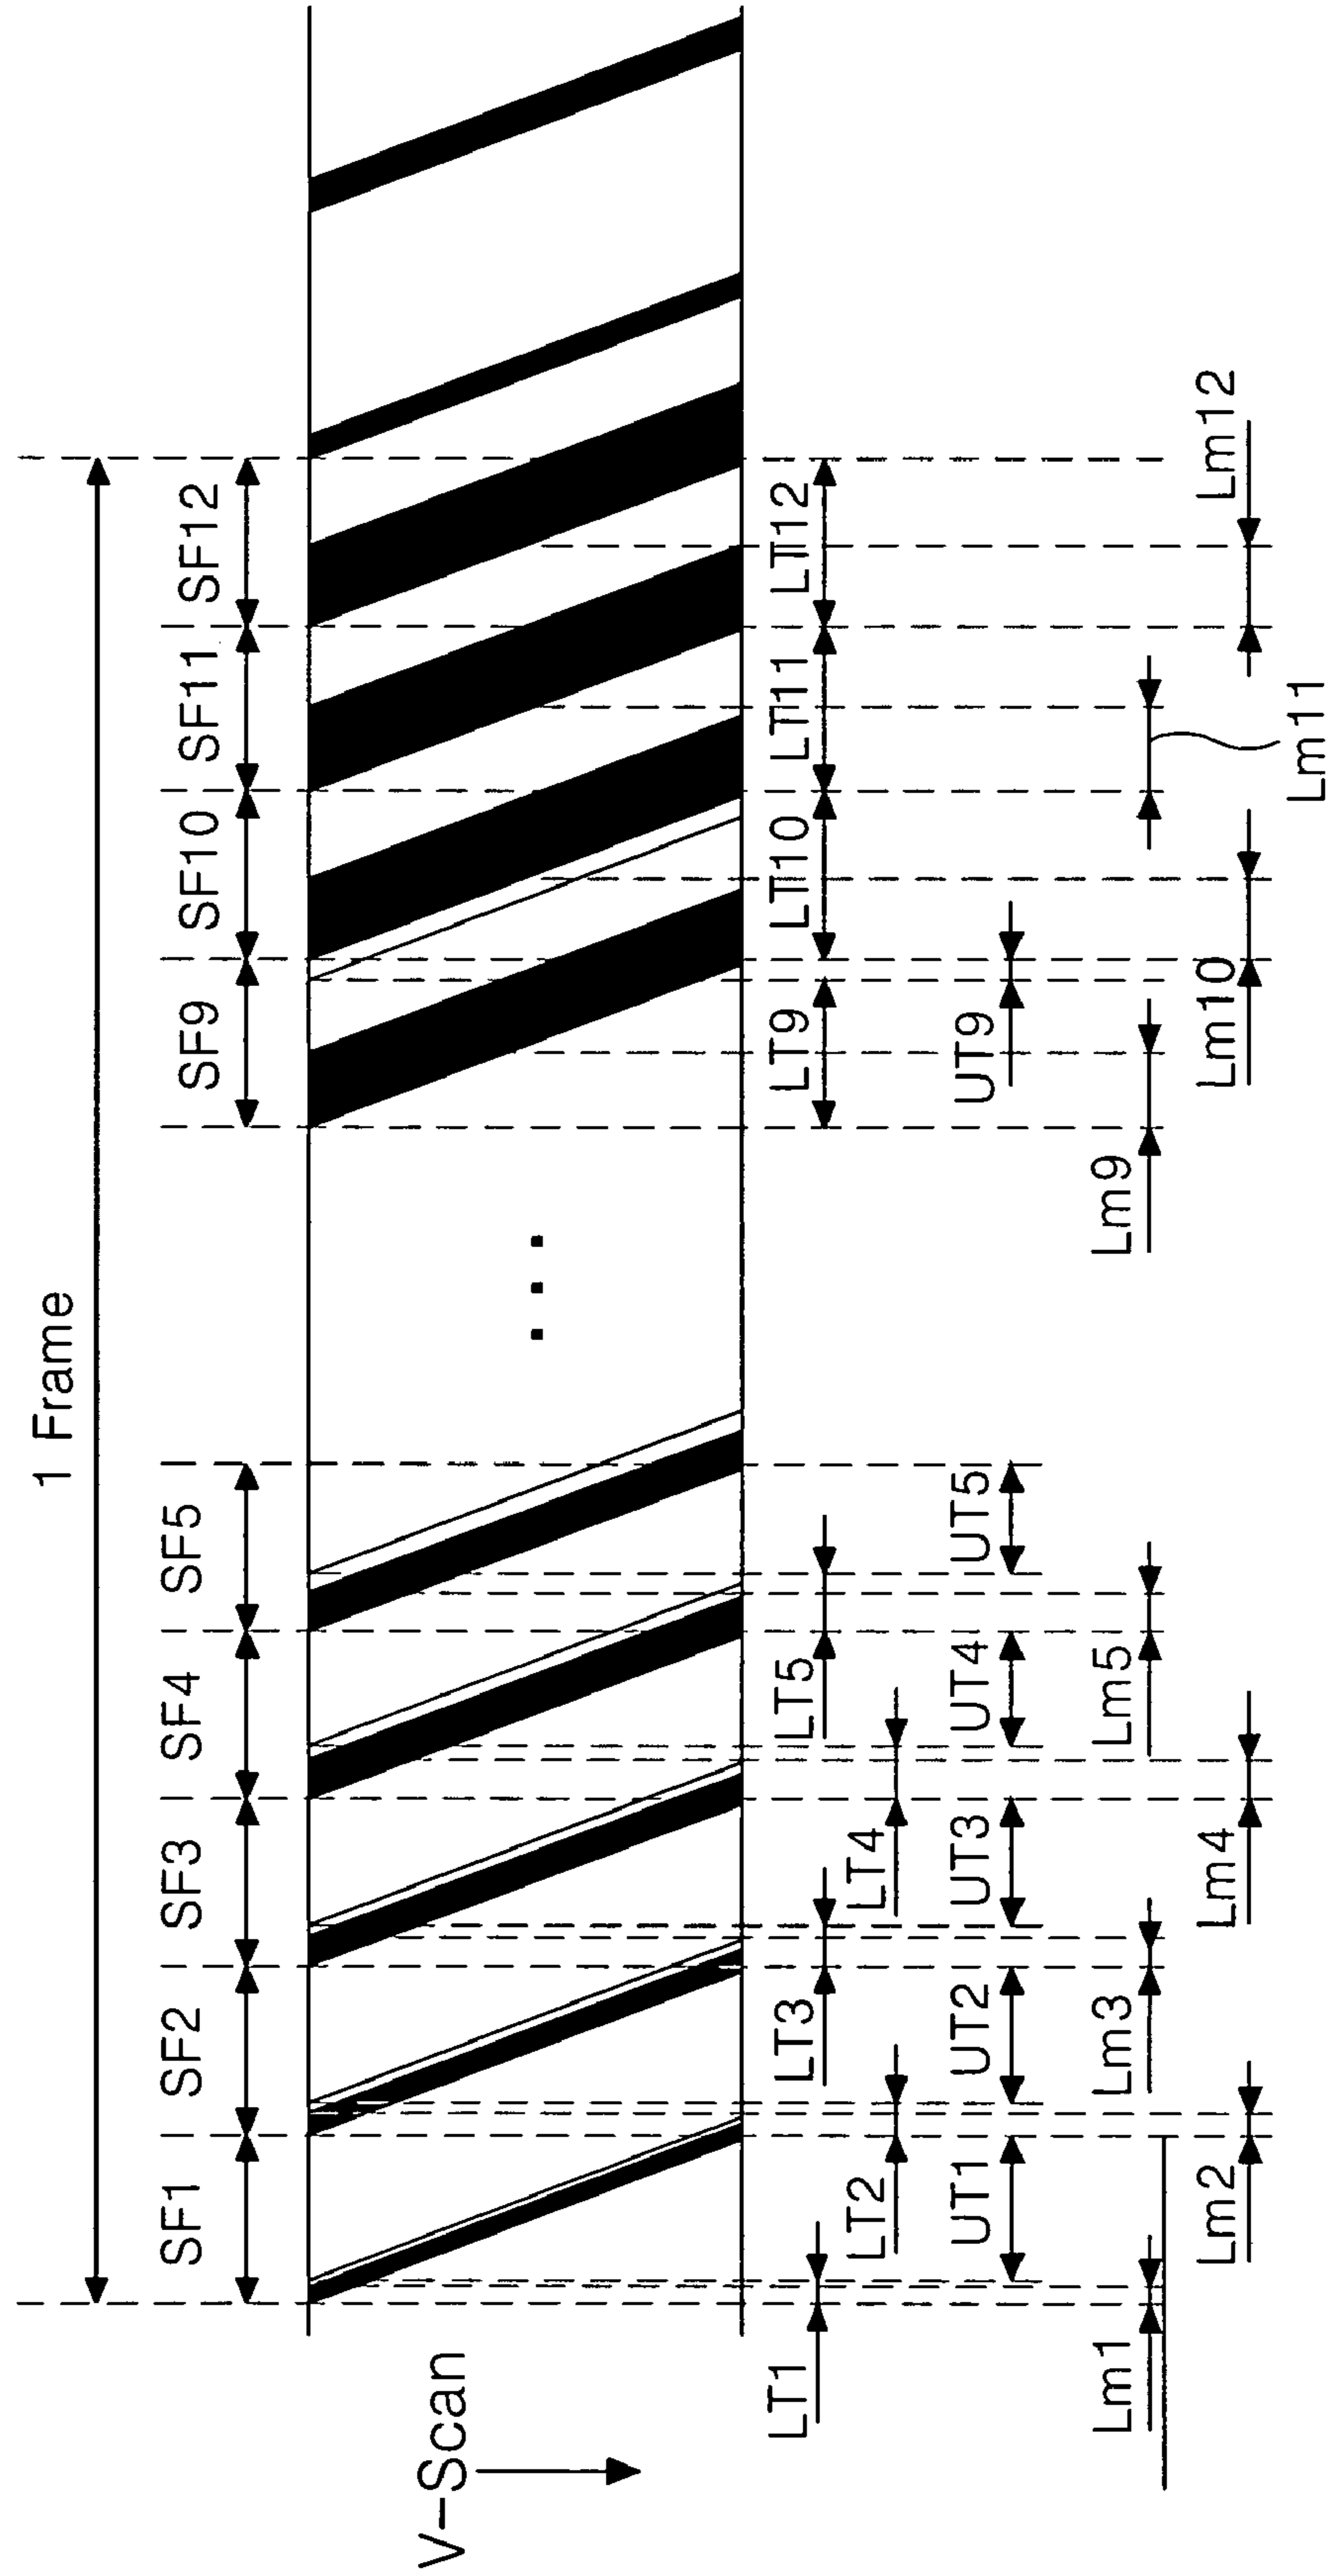 1 Frame
SF1
SF2
SF3
SF4
SF5
SF9
SF10
SF11
SF12
V-Scan
...
LT1
LT3
LT5
LT9
LT10
LT11
LT12
LT2
LT4
UT1
UT2
UT3
UT4
UT5
UT9
Lm1
Lm3
Lm5
Lm9
Lm2
Lm4
Lm10
Lm12
Lm11